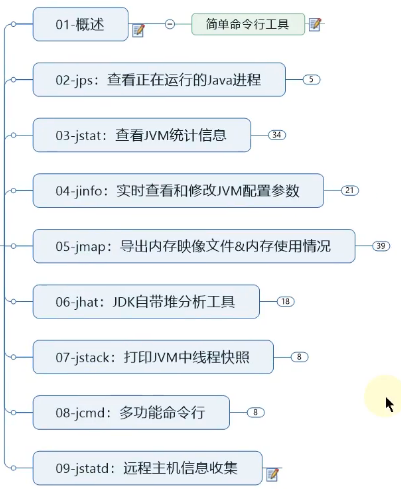 01-概述
简单命令行工具
02-jps：查看正在运行的Java进程
5
03-jstat：查看JVM统计信息
34
04-jinfo：实时查看和修改JVM配置参数
21
05-jmap：导出内存映像文件&内存使用情况
39
06-jhat：JDK自带堆分析工具
18
07-jstack：打印JVM中线程快照
8
08-jcmd：多功能命令行
8
09-jstatd：远程主机信息收集